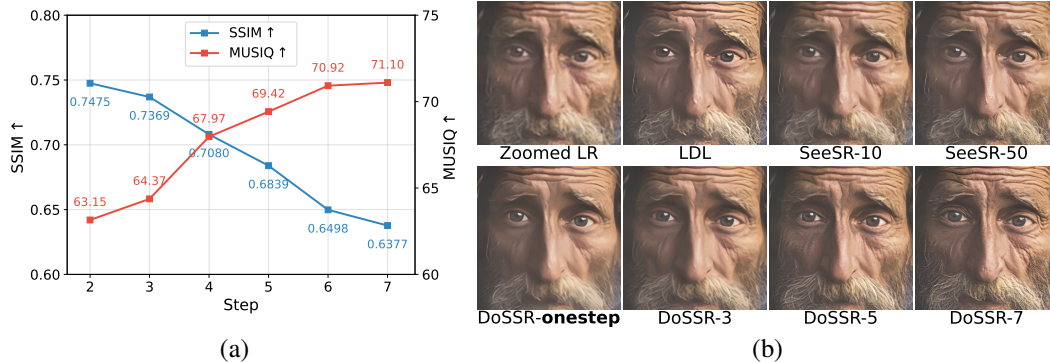 0.80
0.75
0.70
0.65
0.60
SSIM ↑
75
70
65
60
MUSIQ ↑
SSIM ↑
MUSIQ ↑
0.7475
0.7369
0.7080
0.6839
0.6498
0.6377
63.15
64.37
67.97
69.42
70.92
71.10
2 3 4 5 6 7
Step
(a)
Zoomed LR LDL SeeSR-10 SeeSR-50
DoSSR-onestep DoSSR-3 DoSSR-5 DoSSR-7
(b)